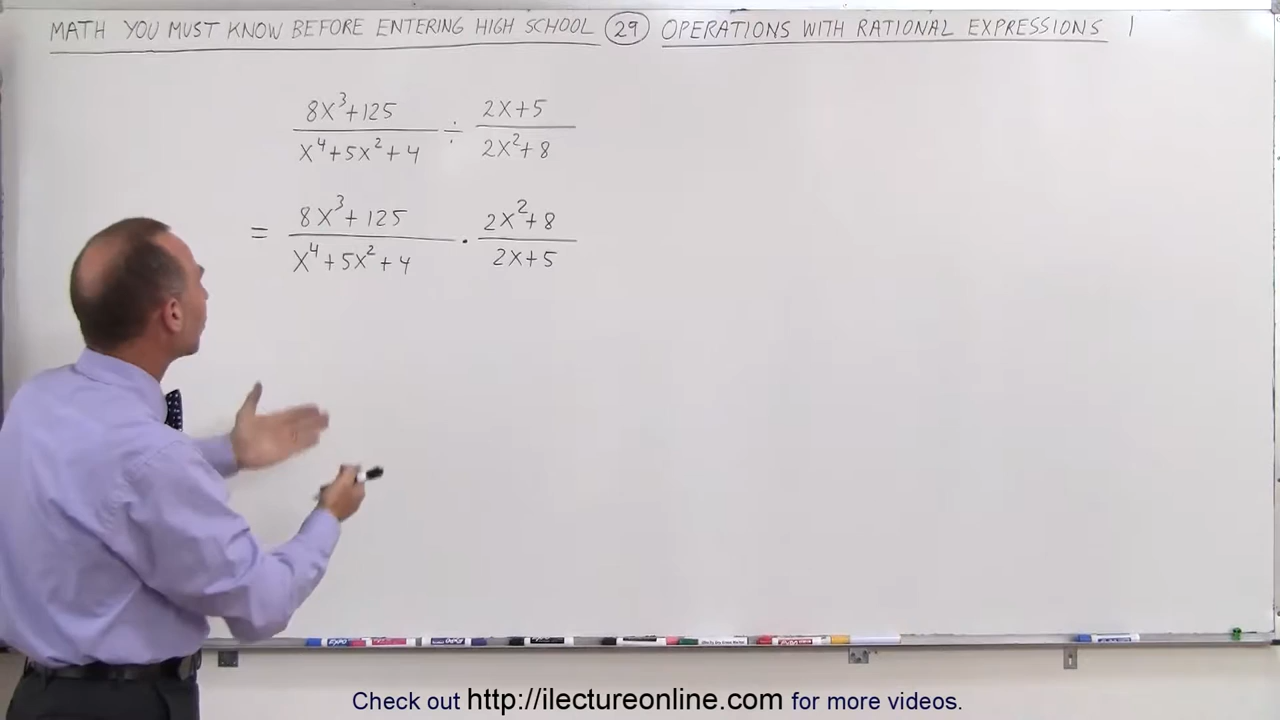 MATH YOU MUST KNOW BEFORE ENTERING HIGH SCHOOL 29 OPERATIONS WITH RATIONAL EXPRESSIONS 1
8x³+125 2x+5
÷
x⁴+5x²+4 2x²+8
8x³+125 2x²+8
= ·
x⁴+5x²+4 2x+5
Check out http://ilectureonline.com for more videos.